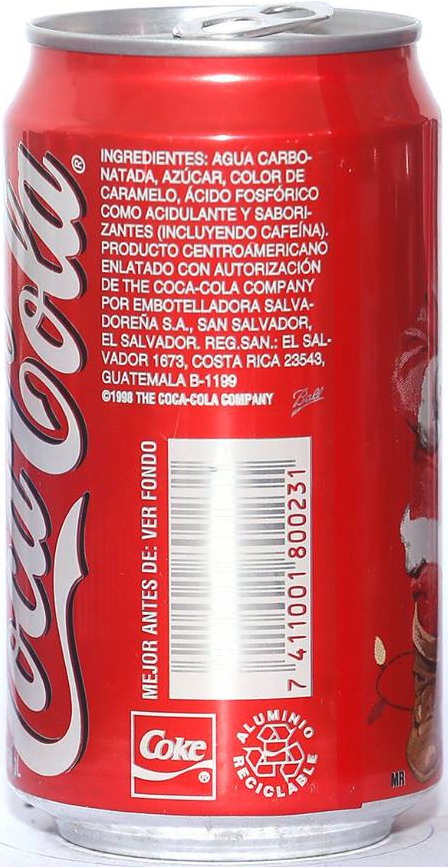 Coca-Cola ®
INGREDIENTES: AGUA CARBO-
NATADA, AZÚCAR, COLOR DE
CARAMELO, ÁCIDO FOSFÓRICO
COMO ACIDULANTE Y SABORI-
ZANTES (INCLUYENDO CAFEÍNA).
PRODUCTO CENTROAMERICANO
ENLATADO CON AUTORIZACIÓN
DE THE COCA-COLA COMPANY
POR EMBOTELLADORA SALVA-
DOREÑA S.A., SAN SALVADOR,
EL SALVADOR. REG.SAN.: EL SAL-
VADOR 1673, COSTA RICA 23543,
GUATEMALA B-1199
©1998 THE COCA-COLA COMPANY
Ball
MEJOR ANTES DE: VER FONDO
7 411001 800231
Coke ®
ALUMINIO
RECICLABLE
MR